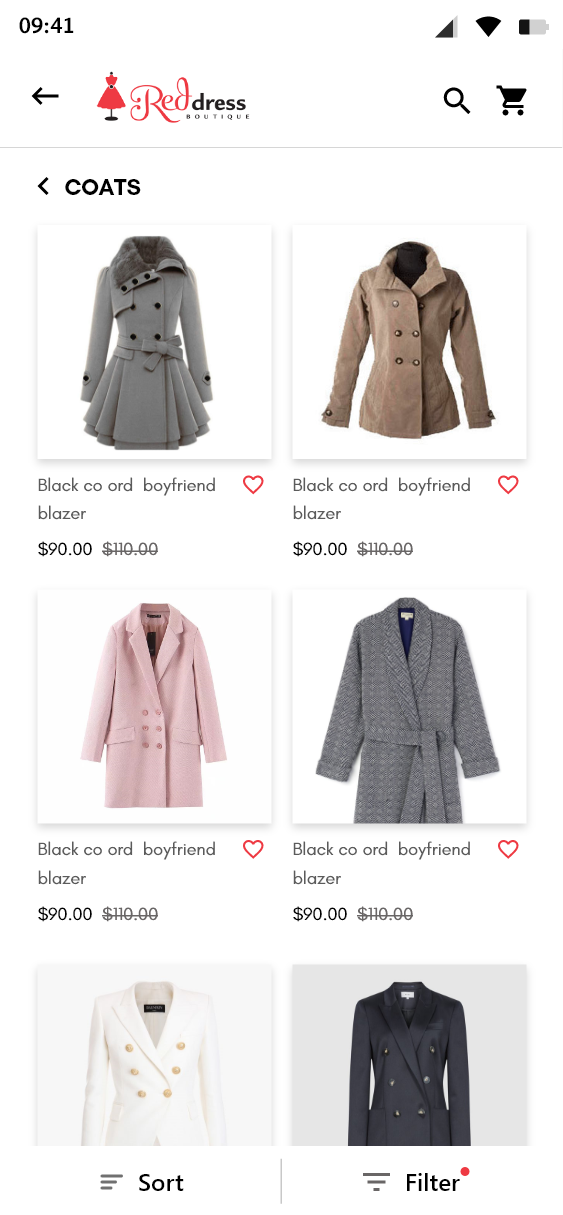 09:41
Reddress
BOUTIQUE
COATS
Black co ord boyfriend
blazer
$90.00 $110.00
Black co ord boyfriend
blazer
$90.00 $110.00
Black co ord boyfriend
blazer
$90.00 $110.00
Black co ord boyfriend
blazer
$90.00 $110.00
Sort
Filter